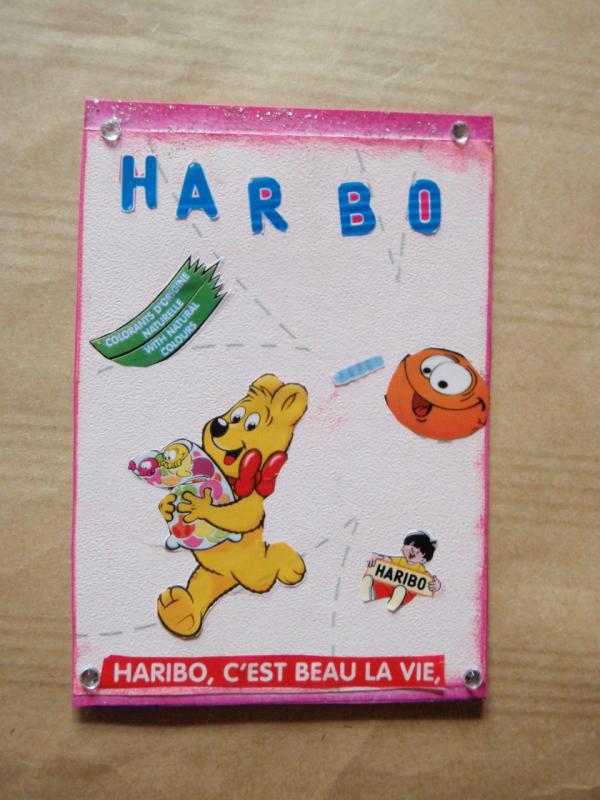 HAR BO
COLORANTS D'ORIGINE
NATURELLE
WITH NATURAL
COLOURS
HARIBO
HARIBO, C'EST BEAU LA VIE,